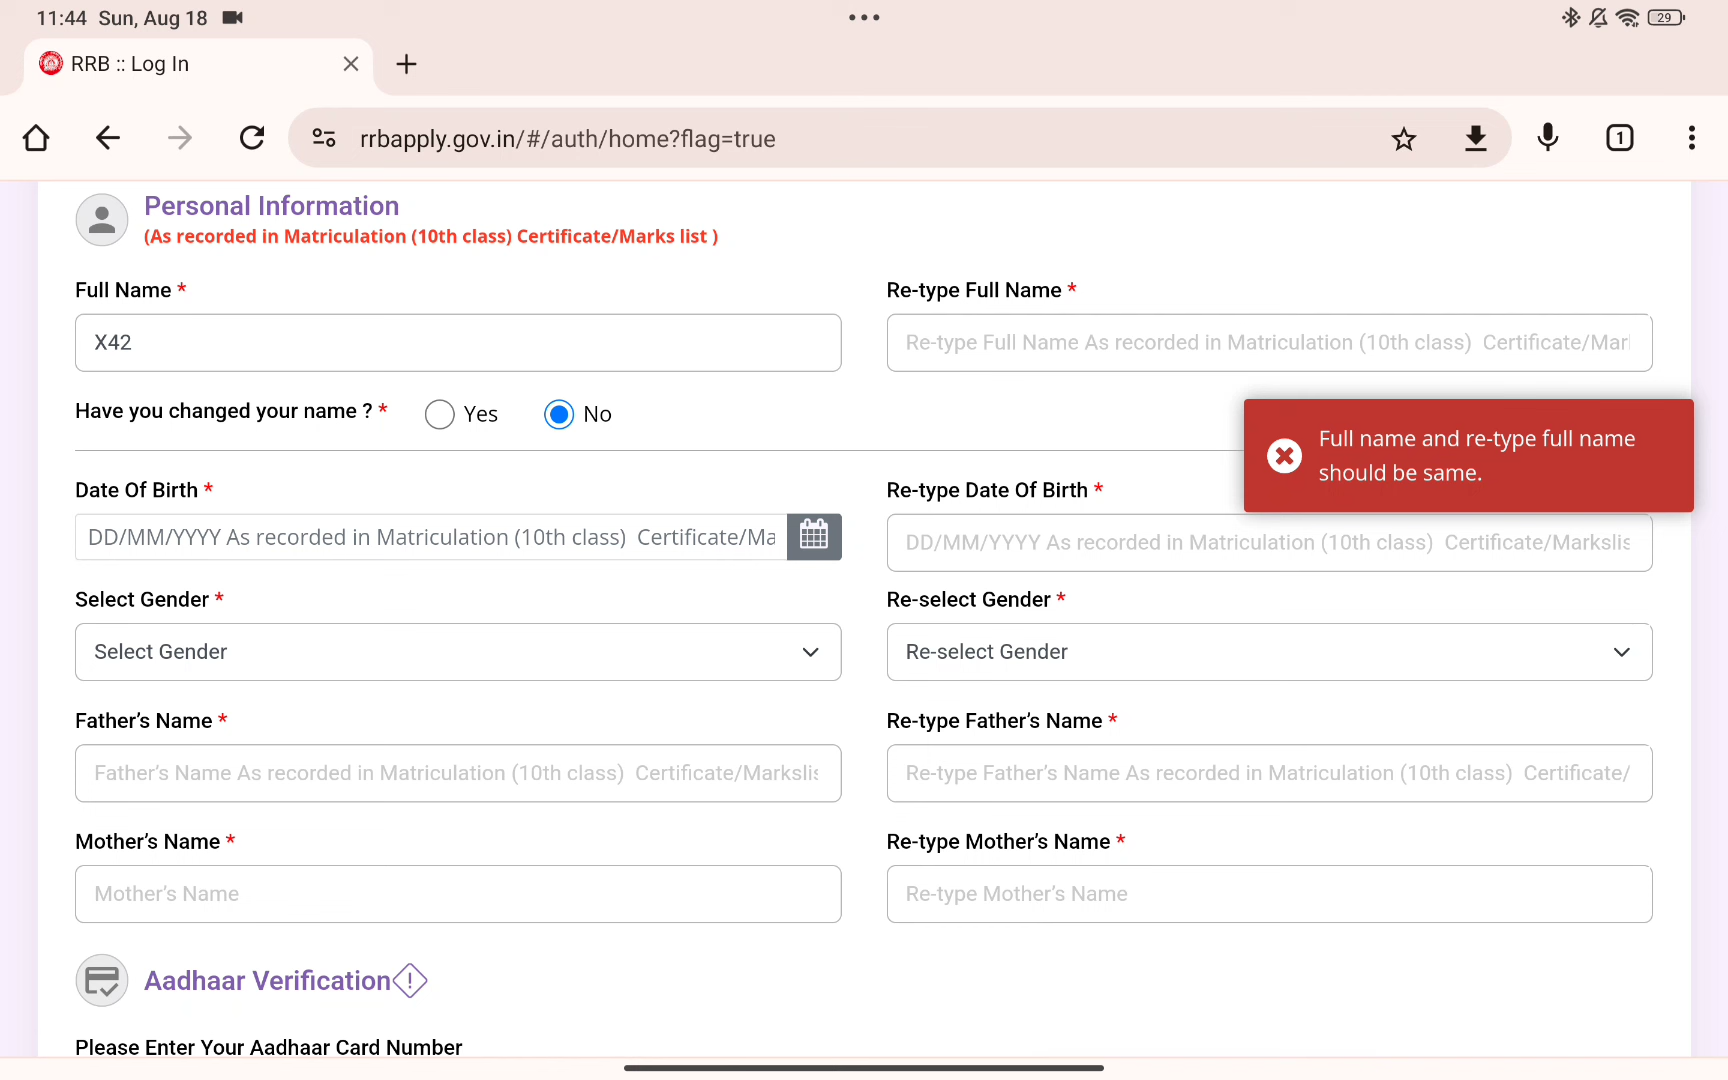 11:44 Sun, Aug 18
29
RRB :: Log In
rrbapply.gov.in/#/auth/home?flag=true
1
Personal Information
(As recorded in Matriculation (10th class) Certificate/Marks list )
Full Name *
Re-type Full Name *
X42
Re-type Full Name As recorded in Matriculation (10th class) Certificate/Mar
Have you changed your name ? *
Yes
No
Full name and re-type full name
should be same.
Date Of Birth *
Re-type Date Of Birth *
DD/MM/YYYY As recorded in Matriculation (10th class) Certificate/Ma
DD/MM/YYYY As recorded in Matriculation (10th class) Certificate/Markslis
Select Gender *
Re-select Gender *
Select Gender
Re-select Gender
Father's Name *
Re-type Father's Name *
Father's Name As recorded in Matriculation (10th class) Certificate/Markslis
Re-type Father's Name As recorded in Matriculation (10th class) Certificate/
Mother's Name *
Re-type Mother's Name *
Mother's Name
Re-type Mother's Name
Aadhaar Verification
Please Enter Your Aadhaar Card Number